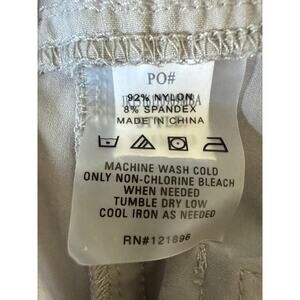 PO#
92% NYLON
8% SPANDEX
MADE IN CHINA
MACHINE WASH COLD
ONLY NON-CHLORINE BLEACH
WHEN NEEDED
TUMBLE DRY LOW
COOL IRON AS NEEDED
RN#121896